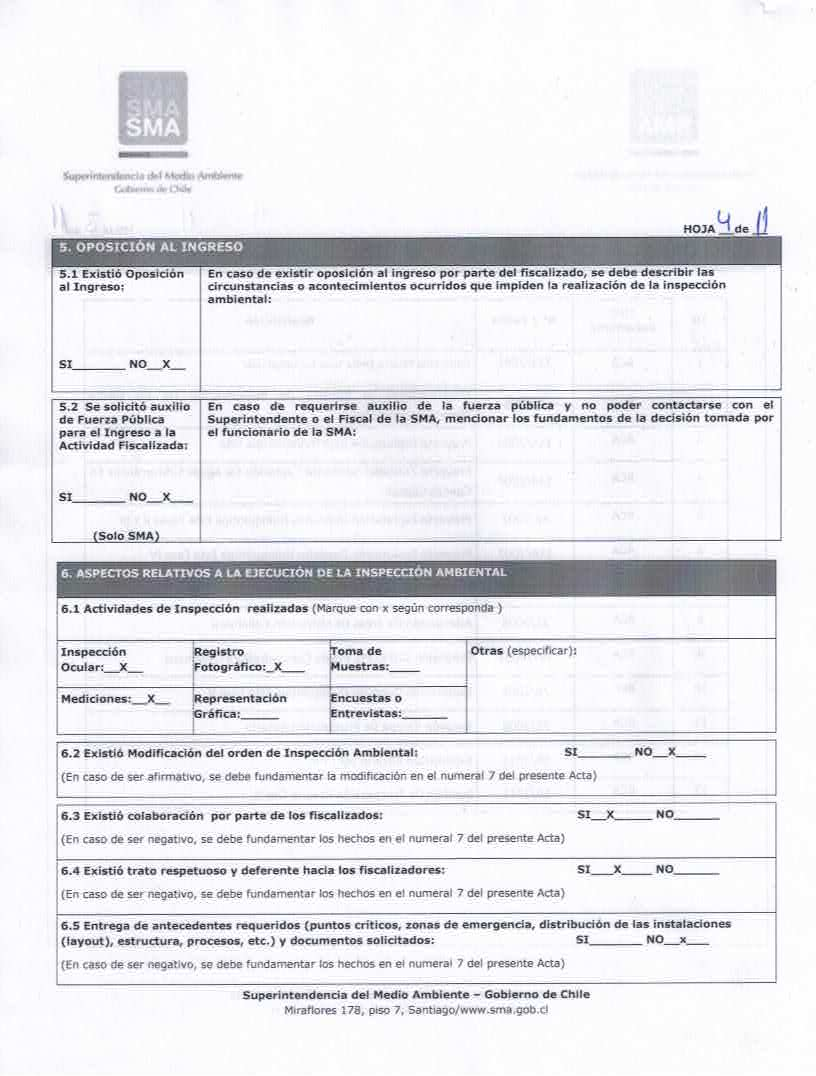 SMA
SMA
SMA
Superintendencia del Medio Ambiente
Gobierno de Chile
HOJA 4 de 11
5. OPOSICIÓN AL INGRESO
5.1 Existió Oposición al Ingreso:
SI_______ NO__X__
En caso de existir oposición al ingreso por parte del fiscalizado, se debe describir las
circunstancias o acontecimientos ocurridos que impiden la realización de la inspección
ambiental:
5.2 Se solicitó auxilio
de Fuerza Pública
para el Ingreso a la
Actividad Fiscalizada:
SI_______ NO__X___
(Solo SMA)
En caso de requerirse auxilio de la fuerza pública y no poder contactarse con el
Superintendente o el Fiscal de la SMA, mencionar los fundamentos de la decisión tomada por
el funcionario de la SMA:
6. ASPECTOS RELATIVOS A LA EJECUCIÓN DE LA INSPECCIÓN AMBIENTAL
6.1 Actividades de Inspección realizadas (Marque con x según corresponda )
Inspección
Ocular:__X__
Registro
Fotográfico:_X___
Toma de
Muestras:____
Otras (especificar):
Mediciones:__X__
Representación
Gráfica:_____
Encuestas o
Entrevistas:______
6.2 Existió Modificación del orden de Inspección Ambiental: SI_______ NO__X____
(En caso de ser afirmativo, se debe fundamentar la modificación en el numeral 7 del presente Acta)
6.3 Existió colaboración por parte de los fiscalizados: SI__X_____ NO______
(En caso de ser negativo, se debe fundamentar los hechos en el numeral 7 del presente Acta)
6.4 Existió trato respetuoso y deferente hacia los fiscalizadores: SI___X____ NO______
(En caso de ser negativo, se debe fundamentar los hechos en el numeral 7 del presente Acta)
6.5 Entrega de antecedentes requeridos (puntos críticos, zonas de emergencia, distribución de las instalaciones
(layout), estructura, procesos, etc.) y documentos solicitados: SI_______ NO__x___
(En caso de ser negativo, se debe fundamentar los hechos en el numeral 7 del presente Acta)
Superintendencia del Medio Ambiente – Gobierno de Chile
Miraflores 178, piso 7, Santiago/www.sma.gob.cl